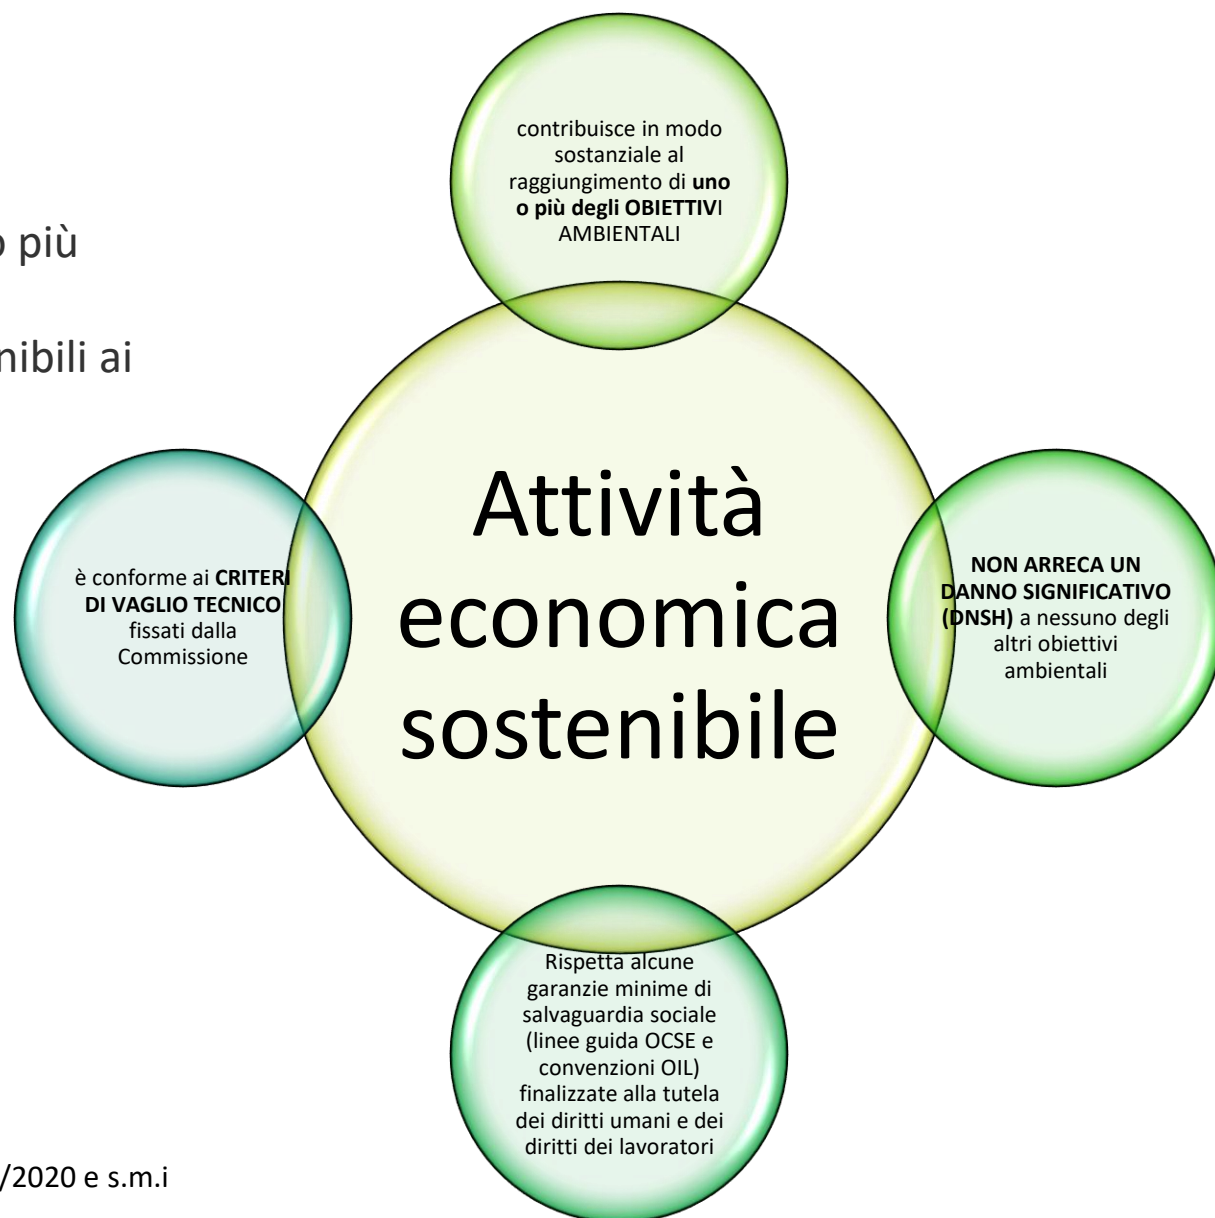 contribuisce in modo
sostanziale al
raggiungimento di uno
o più degli OBIETTIVI
AMBIENTALI
più
nibili ai
Attività
economica
sostenibile
è conforme ai CRITERI
DI VAGLIO TECNICO
fissati dalla
Commissione
NON ARRECA UN
DANNO SIGNIFICATIVO
(DNSH) a nessuno degli
altri obiettivi
ambientali
Rispetta alcune
garanzie minime di
salvaguardia sociale
(linee guida OCSE e
convenzioni OIL)
finalizzate alla tutela
dei diritti umani e dei
diritti dei lavoratori
/2020 e s.m.i